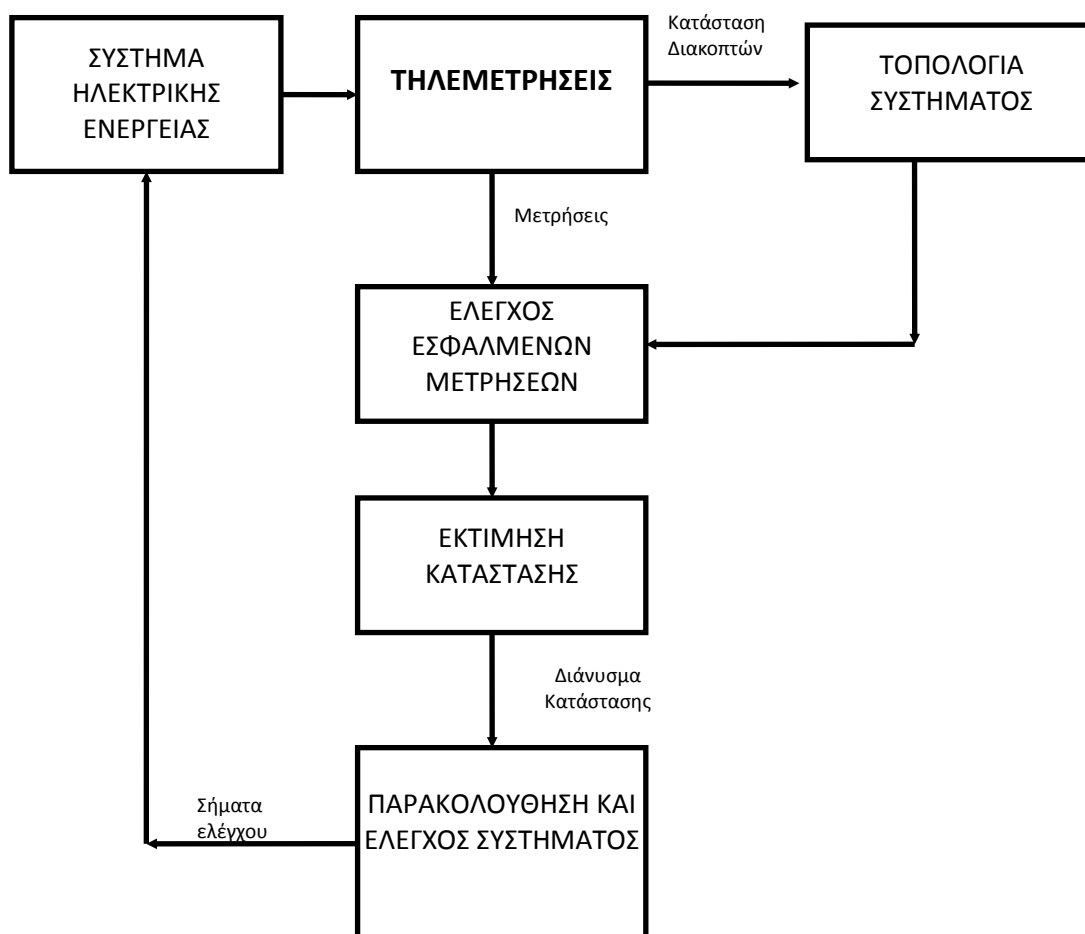 ΣΥΣΤΗΜΑ
ΗΛΕΚΤΡΙΚΗΣ
ΕΝΕΡΓΕΙΑΣ
ΤΗΛΕΜΕΤΡΗΣΕΙΣ
Κατάσταση
Διακοπτών
ΤΟΠΟΛΟΓΙΑ
ΣΥΣΤΗΜΑΤΟΣ
Μετρήσεις
ΕΛΕΓΧΟΣ
ΕΣΦΑΛΜΕΝΩΝ
ΜΕΤΡΗΣΕΩΝ
ΕΚΤΙΜΗΣΗ
ΚΑΤΑΣΤΑΣΗΣ
Διάνυσμα
Κατάστασης
ΠΑΡΑΚΟΛΟΥΘΗΣΗ ΚΑΙ
ΕΛΕΓΧΟΣ ΣΥΣΤΗΜΑΤΟΣ
Σήματα
ελέγχου